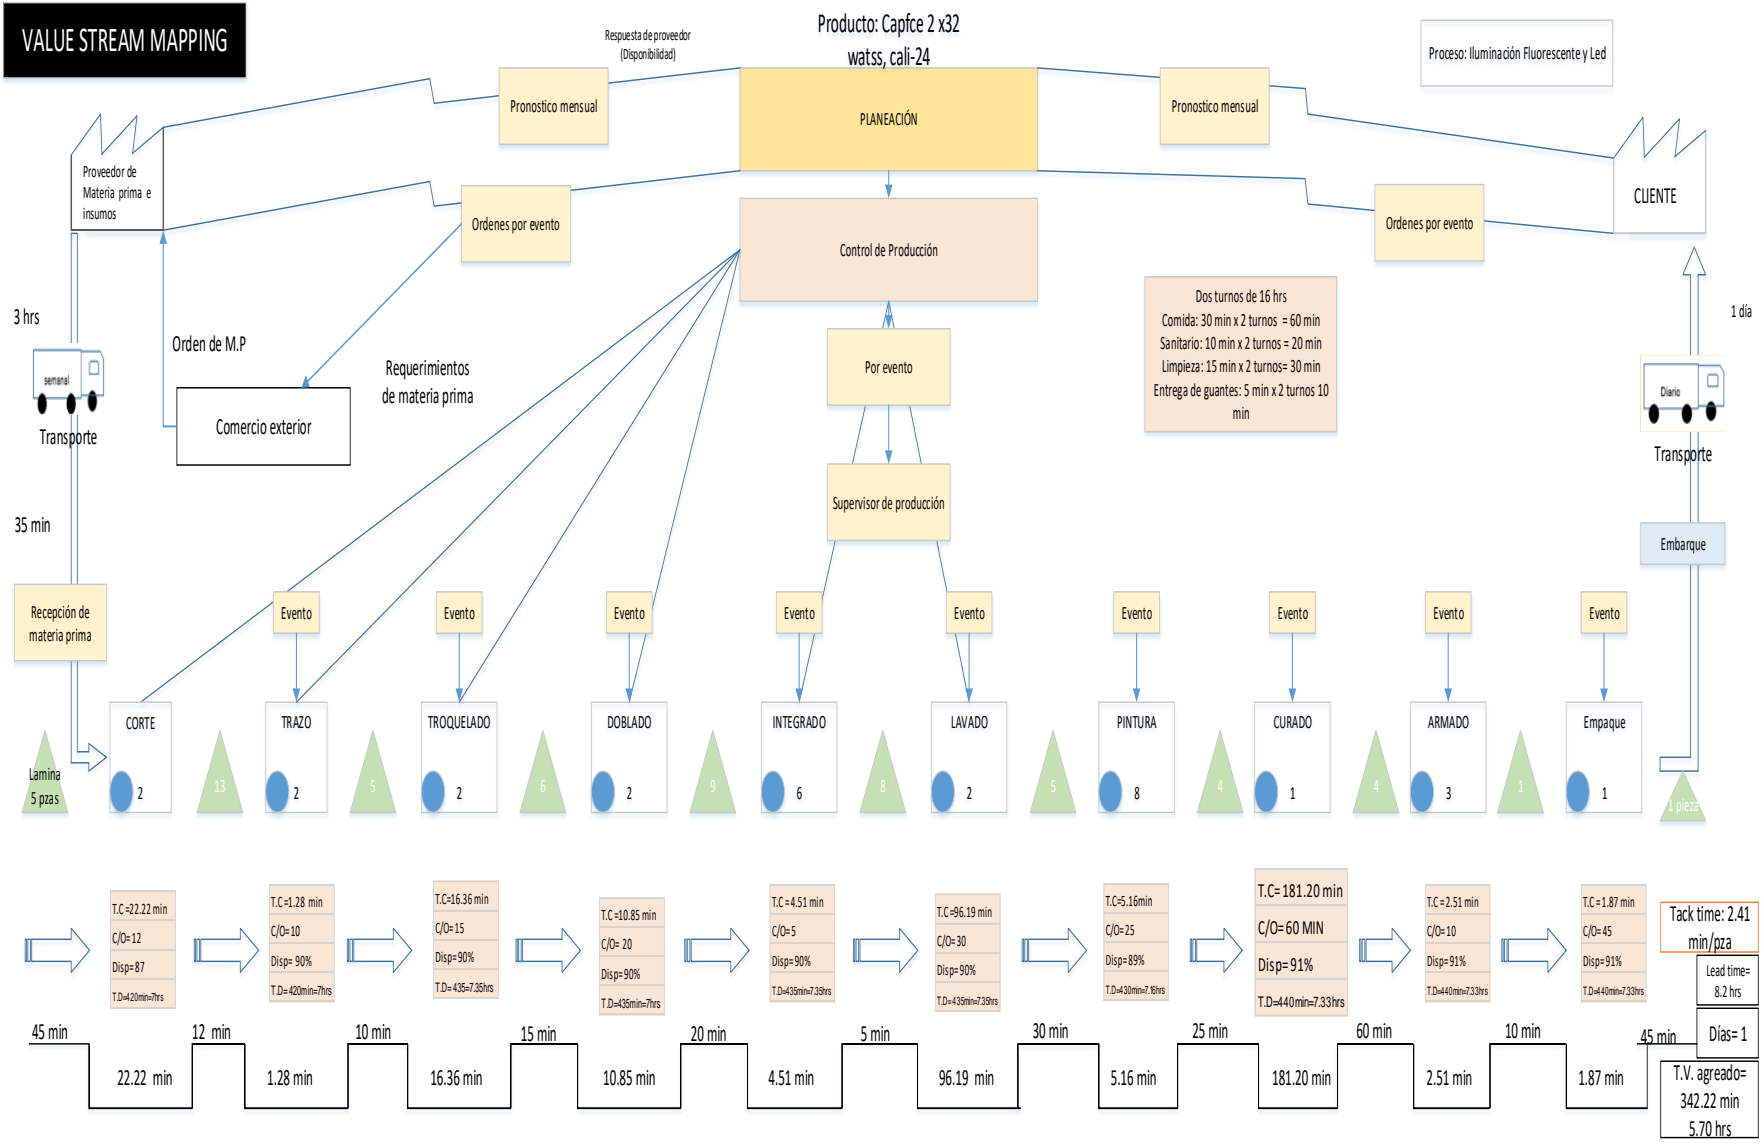 VALUE STREAM MAPPING
Respuesta de proveedor
(Disponibilidad)
Producto: Capfce 2 x32
watss, cali-24
Proceso: Iluminación Fluorescente y Led
Pronostico mensual
PLANEACIÓN
Pronostico mensual
Proveedor de
Materia prima e
insumos
CLIENTE
Ordenes por evento
Control de Producción
Ordenes por evento
Dos turnos de 16 hrs
Comida: 30 min x 2 turnos = 60 min
Sanitario: 10 min x 2 turnos = 20 min
Limpieza: 15 min x 2 turnos= 30 min
Entrega de guantes: 5 min x 2 turnos 10
min
3 hrs
1 día
semanal
Transporte
Orden de M.P
Requerimientos
de materia prima
Comercio exterior
Por evento
Diario
Transporte
Supervisor de producción
35 min
Embarque
Recepción de
materia prima
Evento
Evento
Evento
Evento
Evento
Evento
Evento
Evento
Evento
CORTE
TRAZO
TROQUELADO
DOBLADO
INTEGRADO
LAVADO
PINTURA
CURADO
ARMADO
Empaque
Lamina
5 pzas
2
13
2
5
2
6
2
9
6
8
2
5
8
4
1
4
3
1
1
1 pieza
T.C =22.22 min
C/O= 12
Disp= 87
T.D=420min=7hrs
T.C =1.28 min
C/O= 10
Disp= 90%
T.D= 420min=7hrs
T.C=16.36 min
C/O= 15
Disp= 90%
T.D= 435=7.35hrs
T.C =10.85 min
C/O= 20
Disp= 90%
T.D=435min=7hrs
T.C = 4.51 min
C/O= 5
Disp= 90%
T.D=435min=7.35hrs
T.C=96.19 min
C/O= 30
Disp= 90%
T.D= 435min=7.35hrs
T.C=5.16min
C/O= 25
Disp= 89%
T.D=430min=7.16hrs
T.C= 181.20 min
C/O= 60 MIN
Disp= 91%
T.D=440min=7.33hrs
T.C = 2.51 min
C/O= 10
Disp= 91%
T.D=440min=7.33hrs
T.C = 1.87 min
C/O= 45
Disp= 91%
T.D=440min=7.33hrs
Tack time: 2.41
min/pza
Lead time=
8.2 hrs
Días= 1
T.V. agreado=
342.22 min
5.70 hrs
45 min
12 min
10 min
15 min
20 min
5 min
30 min
25 min
60 min
10 min
45 min
22.22 min
1.28 min
16.36 min
10.85 min
4.51 min
96.19 min
5.16 min
181.20 min
2.51 min
1.87 min